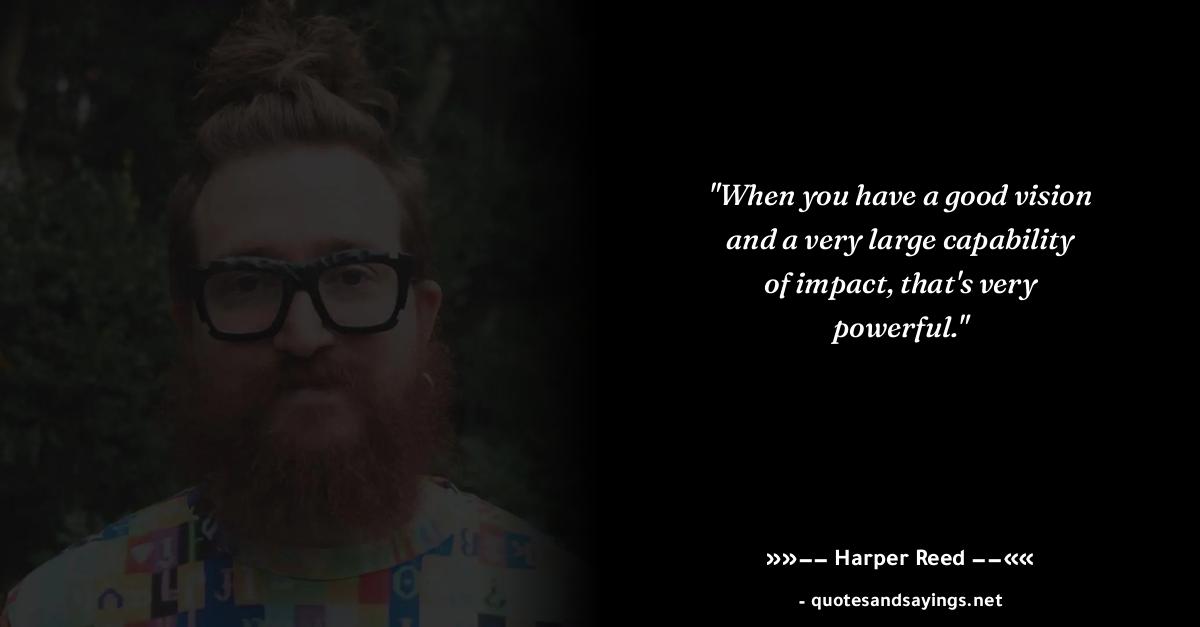 "When you have a good vision
and a very large capability
of impact, that's very
powerful."
»»–– Harper Reed ––««
- quotesandsayings.net